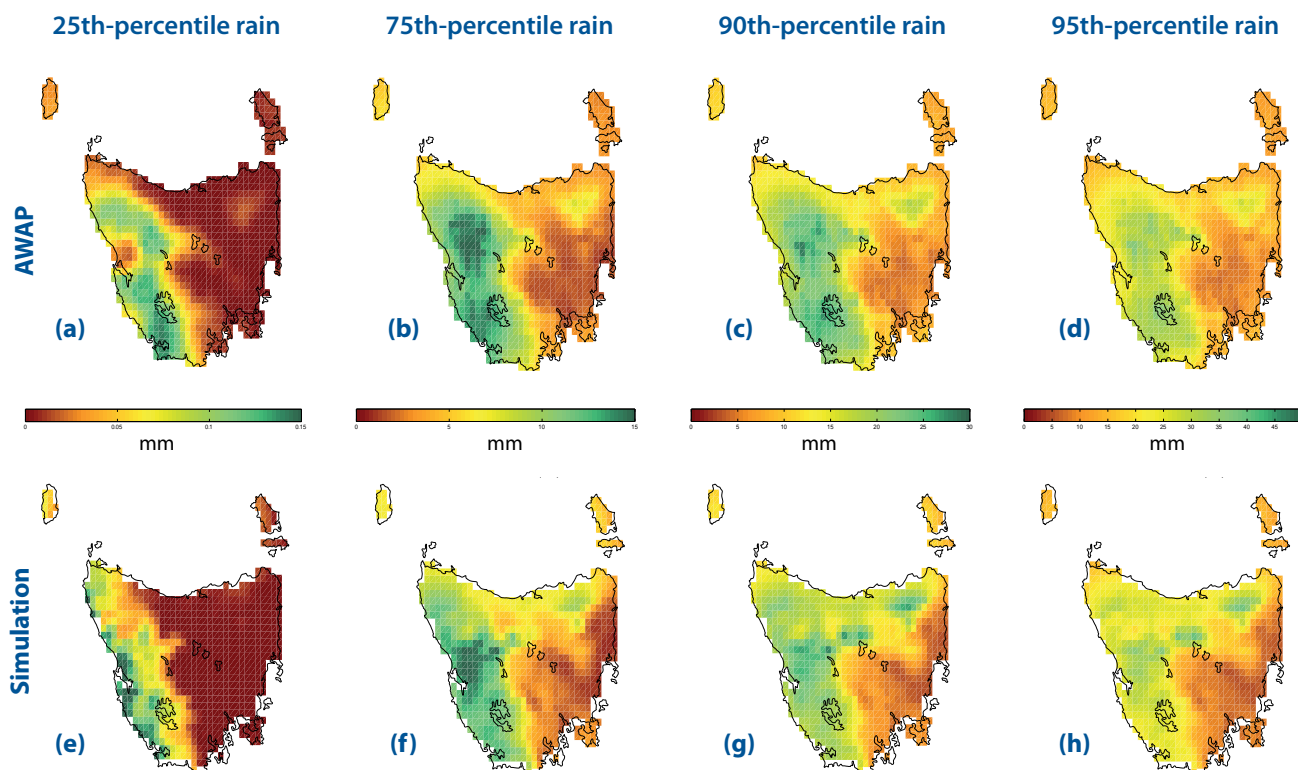 25th-percentile rain 75th-percentile rain 90th-percentile rain 95th-percentile rain
AWAP
(a) (b) (c) (d)
0 0.05 0.1 0.15 0 5 10 15 0 5 10 15 20 25 30 0 5 10 15 20 25 30 35 40 45
mm mm mm mm
Simulation
(e) (f) (g) (h)